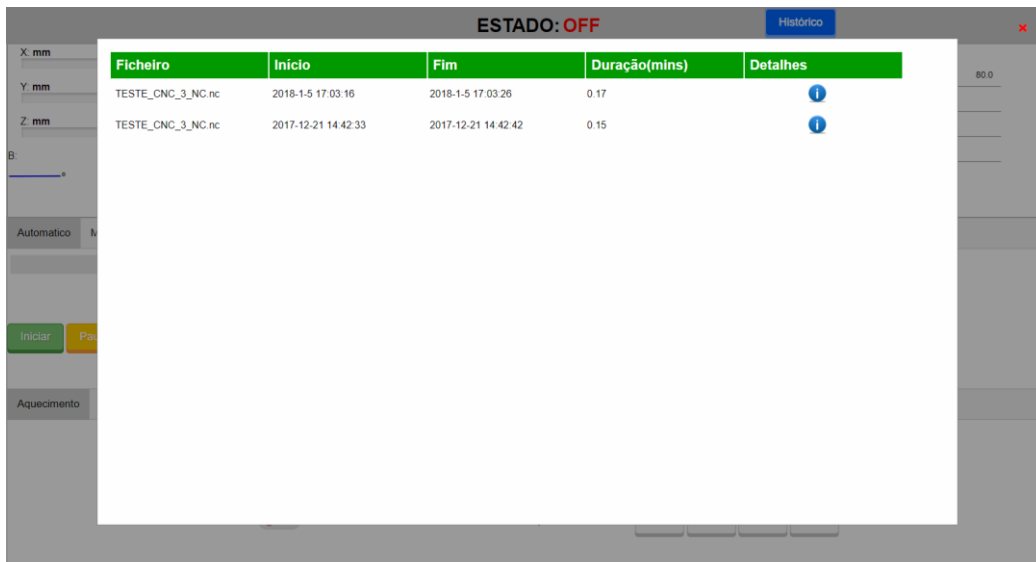 ESTADO: OFF
Histórico
X: mm
Ficheiro Início Fim Duração(mins) Detalhes
80.0
Y: mm
TESTE_CNC_3_NC.nc 2018-1-5 17:03:16 2018-1-5 17:03:26 0.17
Z: mm
TESTE_CNC_3_NC.nc 2017-12-21 14:42:33 2017-12-21 14:42:42 0.15
B:
Automatico M
Iniciar Pau
Aquecimento